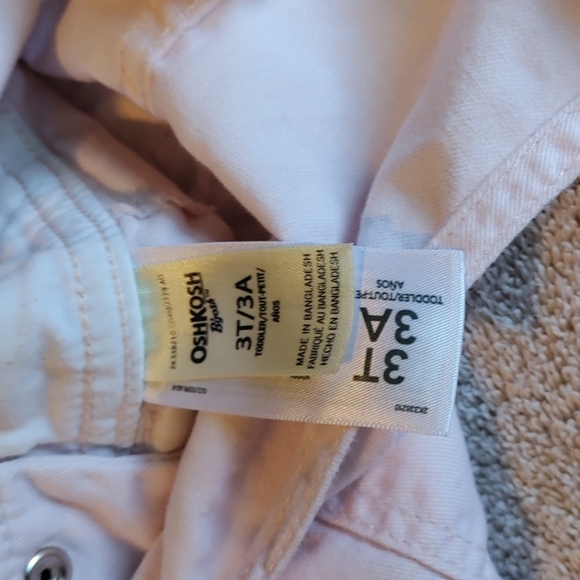 OSHKOSH
B'gosh
3T/3A
TODDLER/TOUT-PETIT/
AÑOS
MADE IN BANGLADESH
FABRIQUÉ AU BANGLADESH
HECHO EN BANGLADESH
3T
3A
TODDLER/TOUT-PE
AÑOS
2K336210